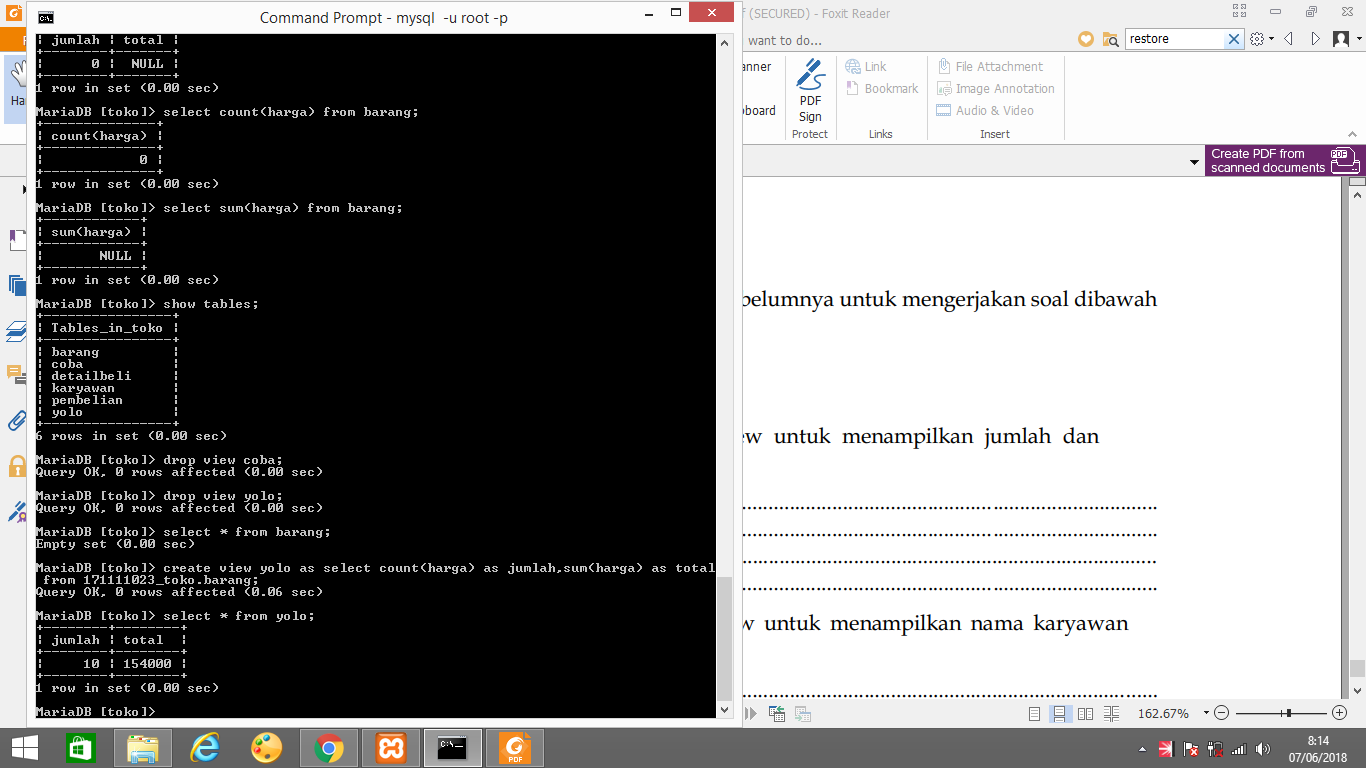 Command Prompt - mysql -u root -p
¦ jumlah ¦ total ¦
+--------+-------+
¦      0 ¦  NULL ¦
+--------+-------+
1 row in set (0.00 sec)
MariaDB [toko]> select count(harga) from barang;
+--------------+
¦ count(harga) ¦
+--------------+
¦            0 ¦
+--------------+
1 row in set (0.00 sec)
MariaDB [toko]> select sum(harga) from barang;
+------------+
¦ sum(harga) ¦
+------------+
¦       NULL ¦
+------------+
1 row in set (0.00 sec)
MariaDB [toko]> show tables;
+----------------+
¦ Tables_in_toko ¦
+----------------+
¦ barang         ¦
¦ coba           ¦
¦ detailbeli     ¦
¦ karyawan       ¦
¦ pembelian      ¦
¦ yolo           ¦
+----------------+
6 rows in set (0.00 sec)
MariaDB [toko]> drop view coba;
Query OK, 0 rows affected (0.00 sec)
MariaDB [toko]> drop view yolo;
Query OK, 0 rows affected (0.00 sec)
MariaDB [toko]> select * from barang;
Empty set (0.00 sec)
MariaDB [toko]> create view yolo as select count(harga) as jumlah,sum(harga) as total
 from 171111023_toko.barang;
Query OK, 0 rows affected (0.06 sec)
MariaDB [toko]> select * from yolo;
+--------+--------+
¦ jumlah ¦ total  ¦
+--------+--------+
¦     10 ¦ 154000 ¦
+--------+--------+
1 row in set (0.00 sec)
MariaDB [toko]>
(SECURED) - Foxit Reader
want to do...
restore
Ha
anner
board
PDF
Sign
Protect
Link
Bookmark
Links
File Attachment
Image Annotation
Audio & Video
Insert
Create PDF from
scanned documents
belumnya untuk mengerjakan soal dibawah
ew untuk menampilkan jumlah dan
w untuk menampilkan nama karyawan
162.67%
PDF
8:14
07/06/2018